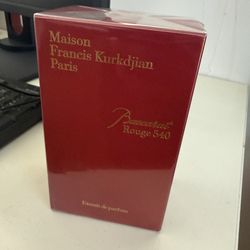 Maison
Francis Kurkdjian
Paris
Baccarat
Rouge 540
Extrait de parfum